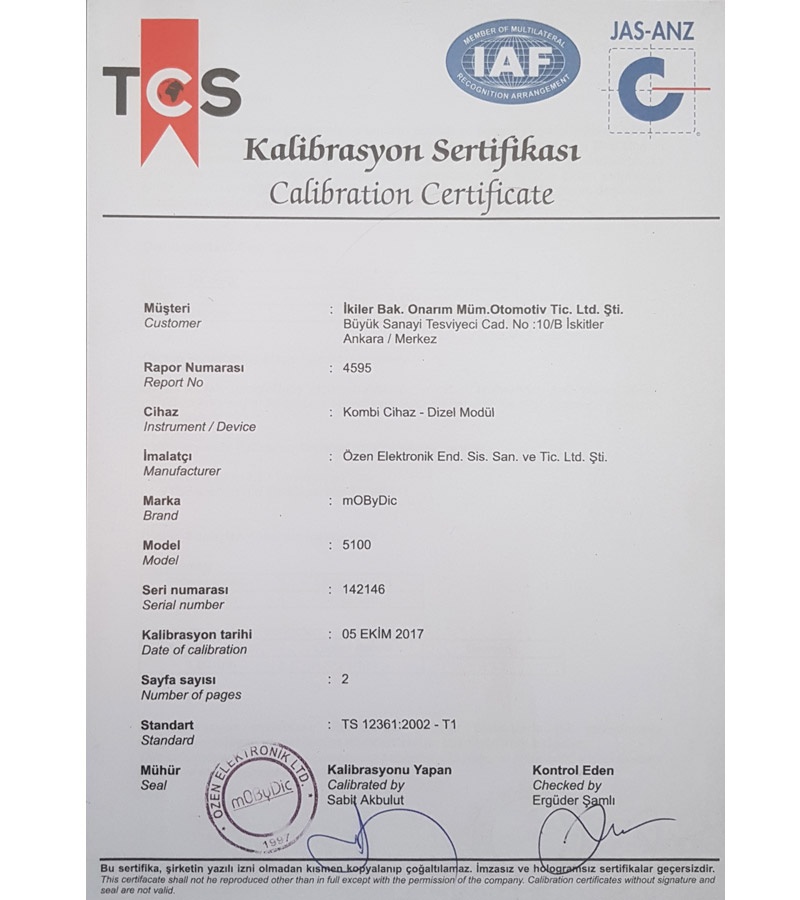 TCS
MEMBER OF MULTILATERAL
IAF
RECOGNITION ARRANGEMENT
JAS-ANZ
Kalibrasyon Sertifikası
Calibration Certificate
Müşteri : İkiler Bak. Onarım Müm.Otomotiv Tic. Ltd. Şti.
Customer Büyük Sanayi Tesviyeci Cad. No :10/B İskitler
Ankara / Merkez
Rapor Numarası : 4595
Report No
Cihaz : Kombi Cihaz - Dizel Modül
Instrument / Device
İmalatçı : Özen Elektronik End. Sis. San. ve Tic. Ltd. Şti.
Manufacturer
Marka : mOByDic
Brand
Model : 5100
Model
Seri numarası : 142146
Serial number
Kalibrasyon tarihi : 05 EKİM 2017
Date of calibration
Sayfa sayısı : 2
Number of pages
Standart : TS 12361:2002 - T1
Standard
Mühür Kalibrasyonu Yapan Kontrol Eden
Seal Calibrated by Checked by
Sabit Akbulut Ergüder Şamlı
ÖZEN ELEKTRONİK LTD.
mOByDic
1997
Bu sertifika, şirketin yazılı izni olmadan kısmen kopyalanıp çoğaltılamaz. İmzasız ve hologramsız sertifikalar geçersizdir.
This certifacate shall not he reproduced other than in full except with the permission of the company. Calibration certificates without signature and
seal are not valid.